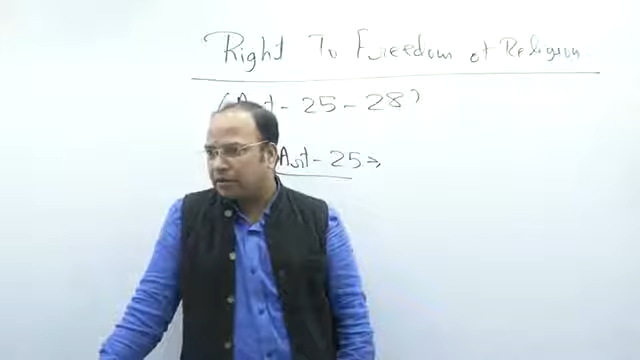 Right To Freedom of Religion
(Art - 25 - 28)
Art - 25 →